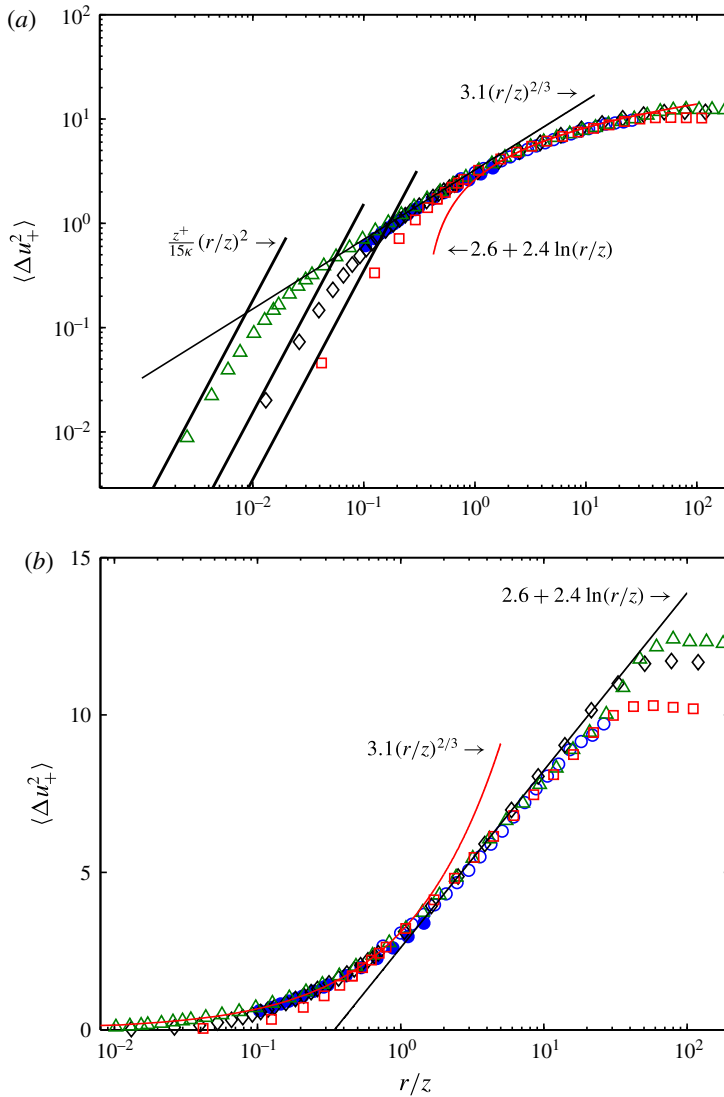 (a)
10^2
10^1
10^0
10^{-1}
10^{-2}
⟨Δu_+^2⟩
3.1(r/z)^{2/3} →
z^+/15κ (r/z)^2 →
←2.6 + 2.4 ln(r/z)
10^{-2} 10^{-1} 10^0 10^1 10^2
(b)
15
10
5
0
⟨Δu_+^2⟩
2.6 + 2.4 ln(r/z) →
3.1(r/z)^{2/3} →
10^{-2} 10^{-1} 10^0 10^1 10^2
r/z